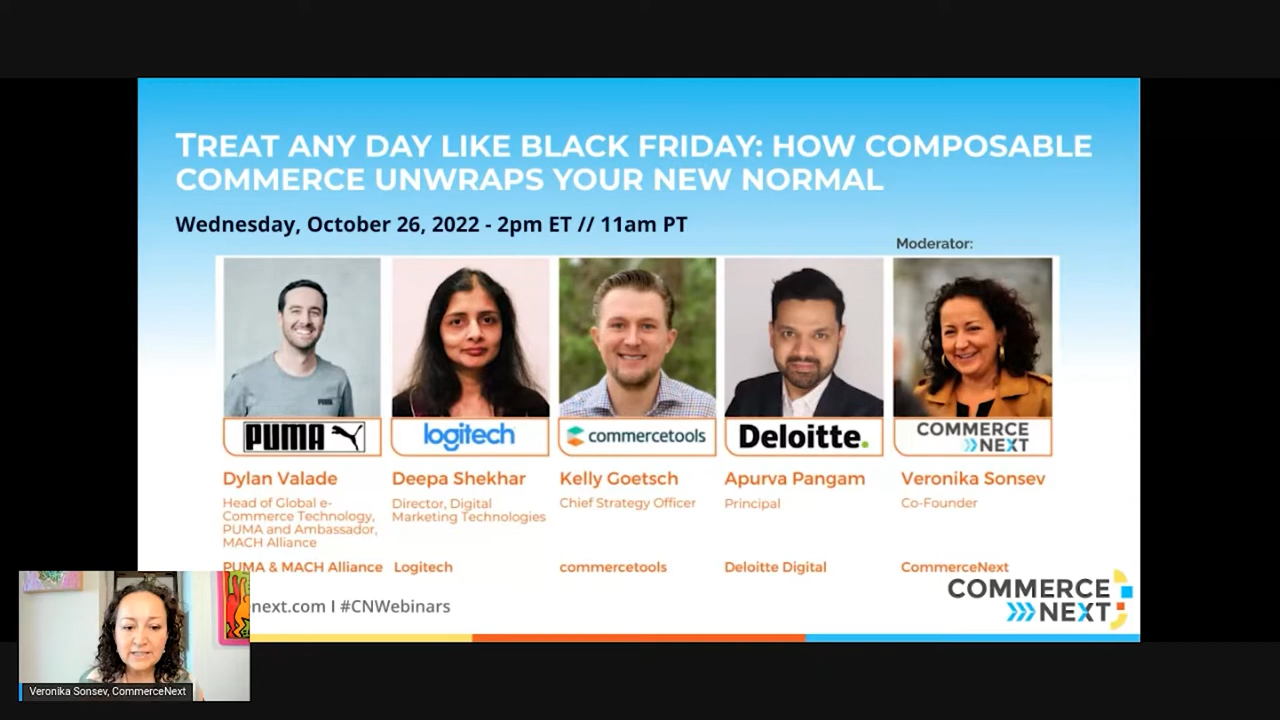 TREAT ANY DAY LIKE BLACK FRIDAY: HOW COMPOSABLE
COMMERCE UNWRAPS YOUR NEW NORMAL
Wednesday, October 26, 2022 - 2pm ET // 11am PT
Moderator:
PUMA
PUMA
logitech
commercetools
Deloitte.
COMMERCE
NEXT
Dylan Valade
Head of Global e-
Commerce Technology,
PUMA and Ambassador,
MACH Alliance
PUMA & MACH Alliance
Deepa Shekhar
Director, Digital
Marketing Technologies
Logitech
Kelly Goetsch
Chief Strategy Officer
commercetools
Apurva Pangam
Principal
Deloitte Digital
Veronika Sonsev
Co-Founder
CommerceNext
next.com I #CNWebinars
COMMERCE
NEXT
Veronika Sonsev, CommerceNext